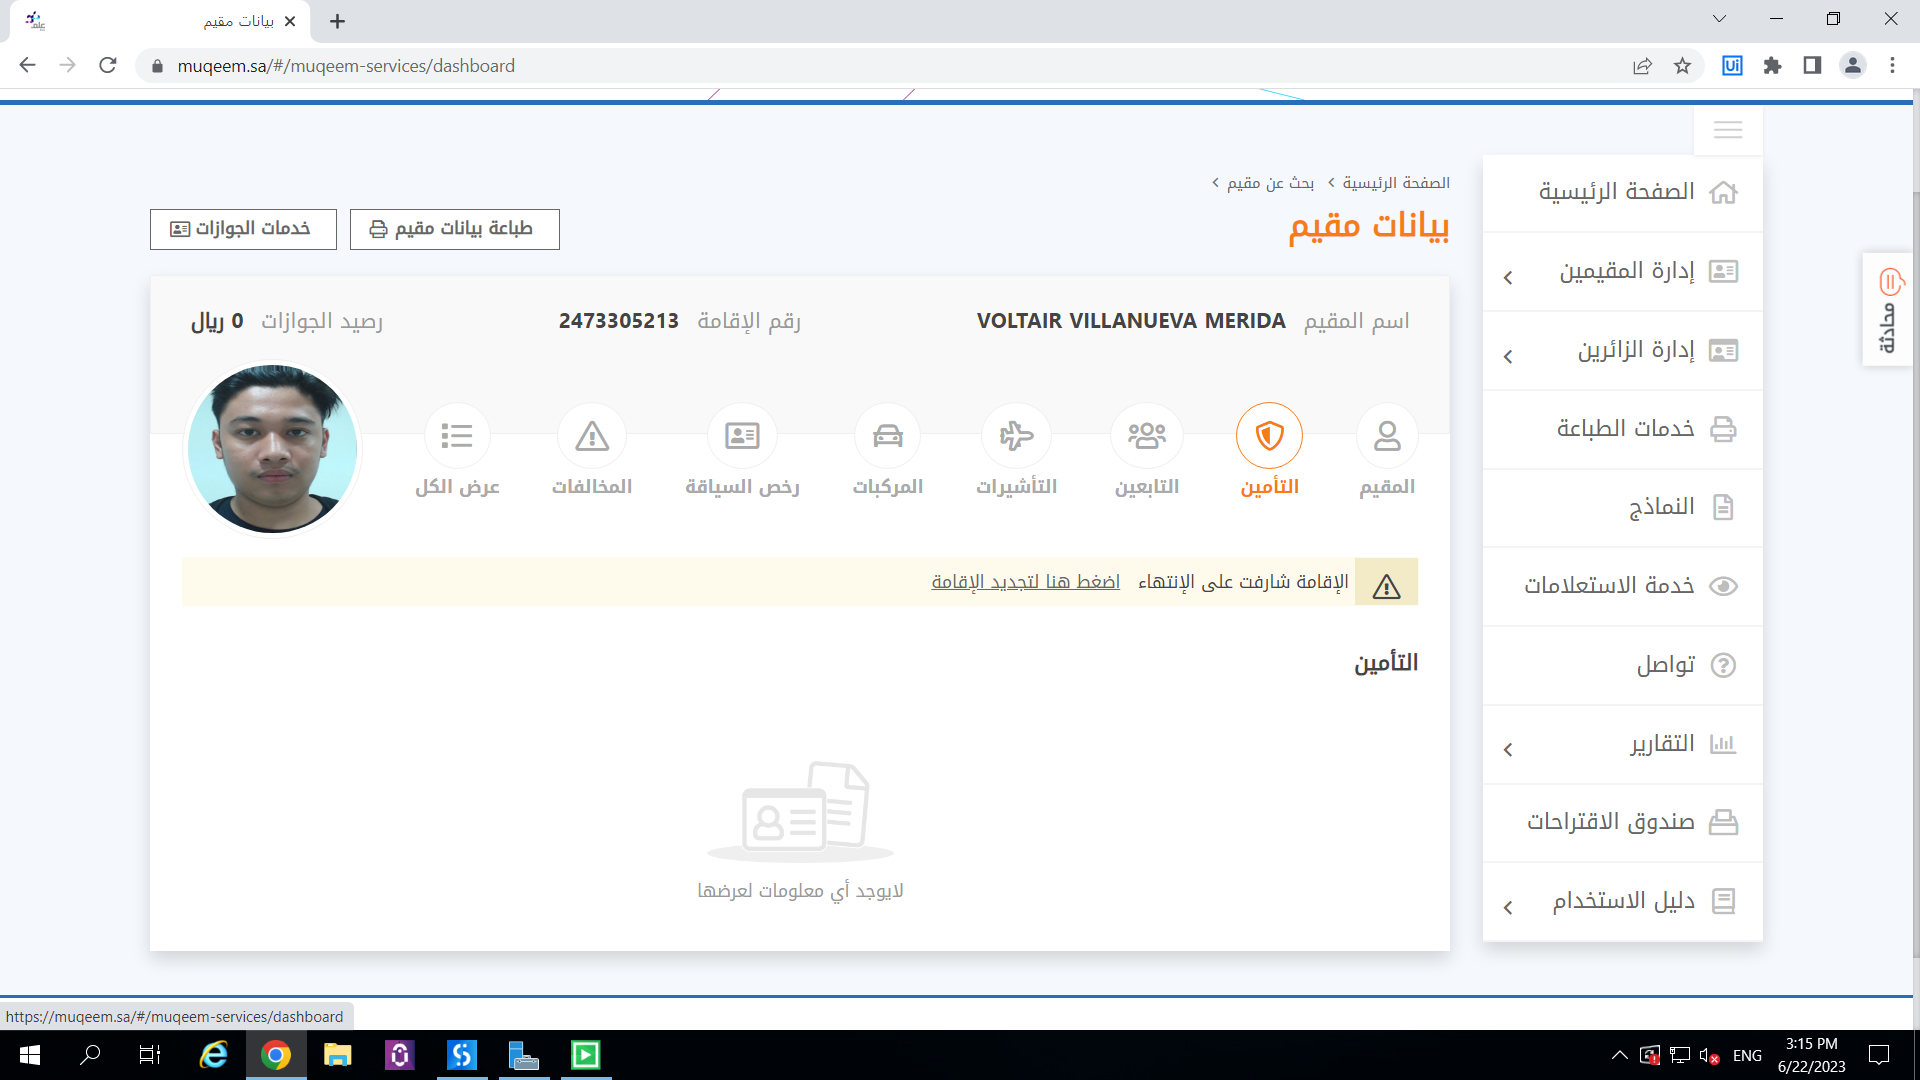 بيانات مقيم
muqeem.sa/#/muqeem-services/dashboard
الصفحة الرئيسية
إدارة المقيمين
إدارة الزائرين
خدمات الطباعة
النماذج
خدمة الاستعلامات
تواصل
التقارير
صندوق الاقتراحات
دليل الاستخدام
محادثة
الصفحة الرئيسية > بحث عن مقيم >
بيانات مقيم
طباعة بيانات مقيم
خدمات الجوازات
اسم المقيم VOLTAIR VILLANUEVA MERIDA
رقم الإقامة 2473305213
رصيد الجوازات 0 ريال
المقيم
التأمين
التابعين
التأشيرات
المركبات
رخص السياقة
المخالفات
عرض الكل
الإقامة شارفت على الإنتهاء اضغط هنا لتجديد الإقامة
التأمين
لايوجد أي معلومات لعرضها
https://muqeem.sa/#/muqeem-services/dashboard
ENG
3:15 PM
6/22/2023